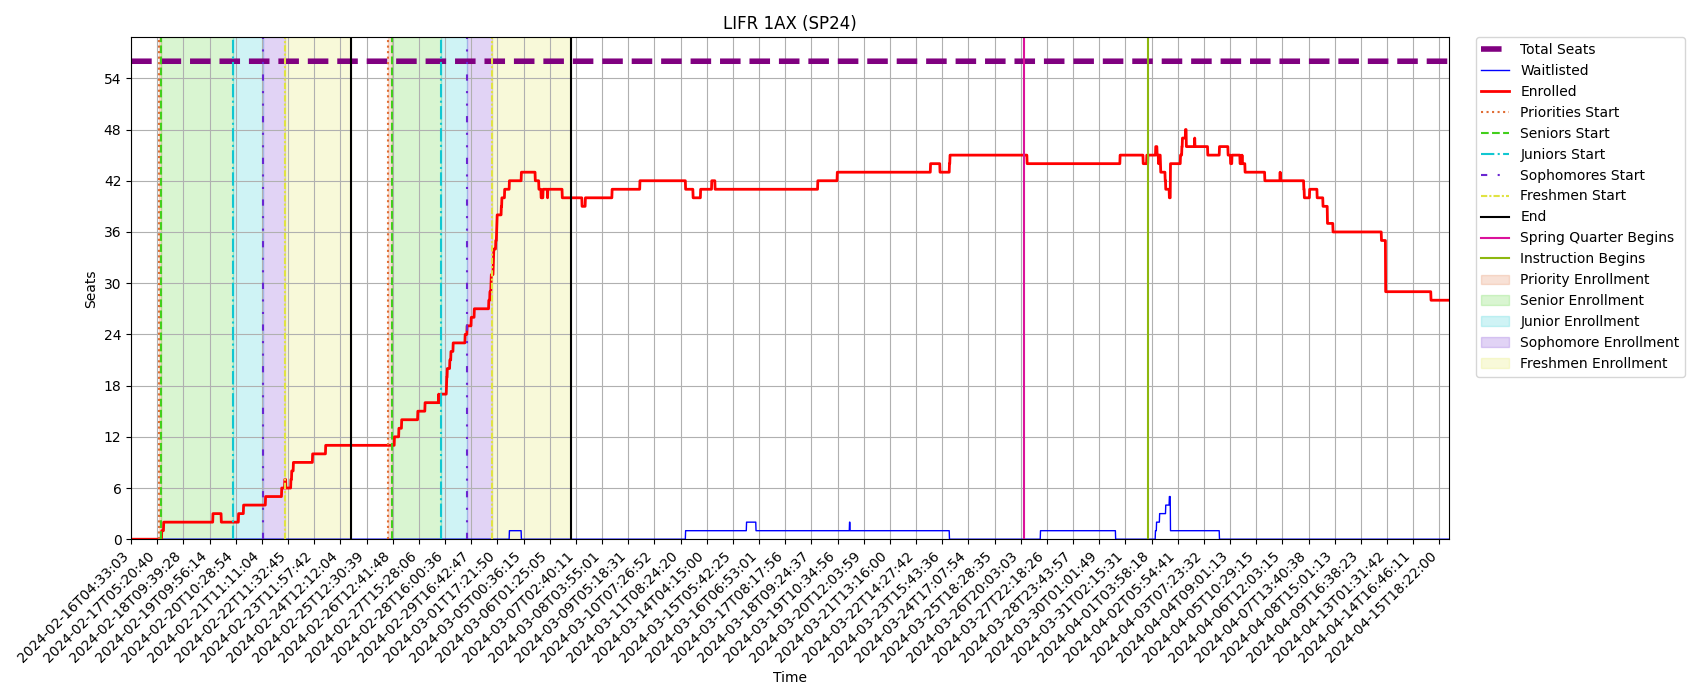 LIFR 1AX (SP24)
Total Seats
Waitlisted
Enrolled
Priorities Start
Seniors Start
Juniors Start
Sophomores Start
Freshmen Start
End
Spring Quarter Begins
Instruction Begins
Priority Enrollment
Senior Enrollment
Junior Enrollment
Sophomore Enrollment
Freshmen Enrollment
Seats
54
48
42
36
30
24
18
12
6
0
2024-02-16T04:33:03
2024-02-17T05:20:40
2024-02-18T09:39:28
2024-02-19T09:56:14
2024-02-20T10:28:54
2024-02-21T11:11:04
2024-02-22T11:32:45
2024-02-23T11:57:42
2024-02-24T12:12:04
2024-02-25T12:30:39
2024-02-26T12:41:48
2024-02-27T15:28:06
2024-02-28T16:00:36
2024-02-29T16:42:47
2024-03-01T17:21:50
2024-03-05T00:36:15
2024-03-06T01:25:05
2024-03-07T02:40:11
2024-03-08T03:55:01
2024-03-09T05:18:31
2024-03-10T07:26:52
2024-03-11T08:24:20
2024-03-14T04:15:00
2024-03-15T05:42:25
2024-03-16T06:53:01
2024-03-17T08:17:56
2024-03-18T09:24:37
2024-03-19T10:34:56
2024-03-20T12:03:59
2024-03-21T13:16:00
2024-03-22T14:27:42
2024-03-23T15:43:36
2024-03-24T17:07:54
2024-03-25T18:28:35
2024-03-26T20:03:03
2024-03-27T22:18:26
2024-03-28T23:43:57
2024-03-30T01:01:49
2024-03-31T02:15:31
2024-04-01T03:58:18
2024-04-02T05:54:41
2024-04-03T07:23:32
2024-04-04T09:01:13
2024-04-05T10:29:15
2024-04-06T12:03:15
2024-04-07T13:40:38
2024-04-08T15:01:13
2024-04-09T16:38:23
2024-04-13T01:31:42
2024-04-14T16:46:11
2024-04-15T18:22:00
Time